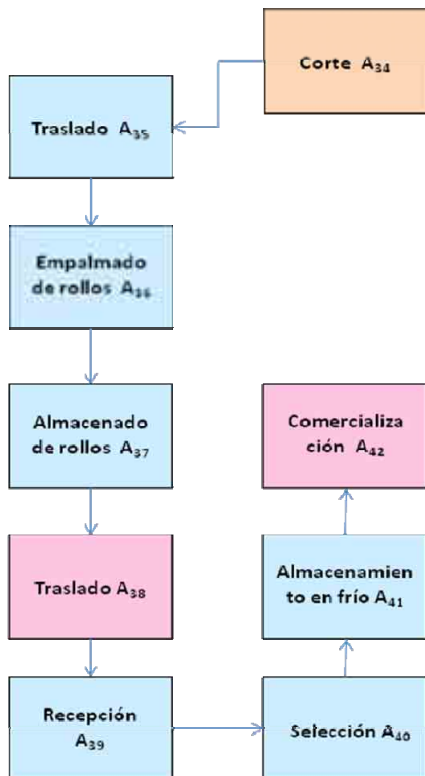 Corte A₃₄
Traslado A₃₅
Empalmado
de rollos A₃₆
Almacenado
de rollos A₃₇
Traslado A₃₈
Recepción
A₃₉
Selección A₄₀
Almacenamien
to en frío A₄₁
Comercializa
ción A₄₂